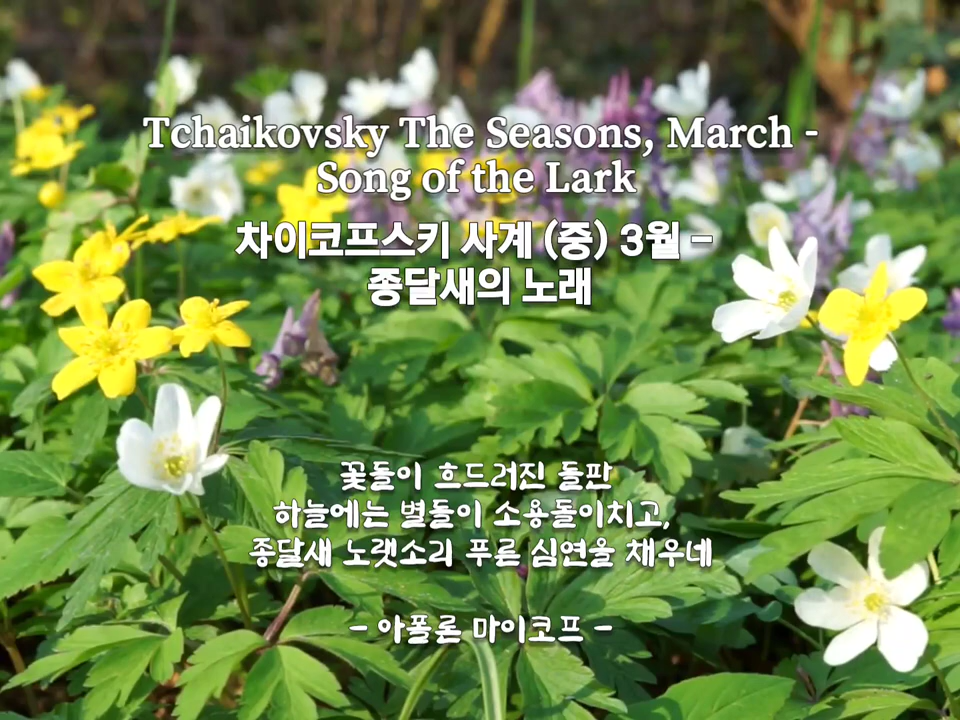 Tchaikovsky The Seasons, March -
Song of the Lark
차이코프스키 사계 (중) 3월 –
종달새의 노래
꽃들이 흐드러진 들판
하늘에는 별들이 소용돌이치고,
종달새 노랫소리 푸른 심연을 채우네
- 아폴론 마이코프 -